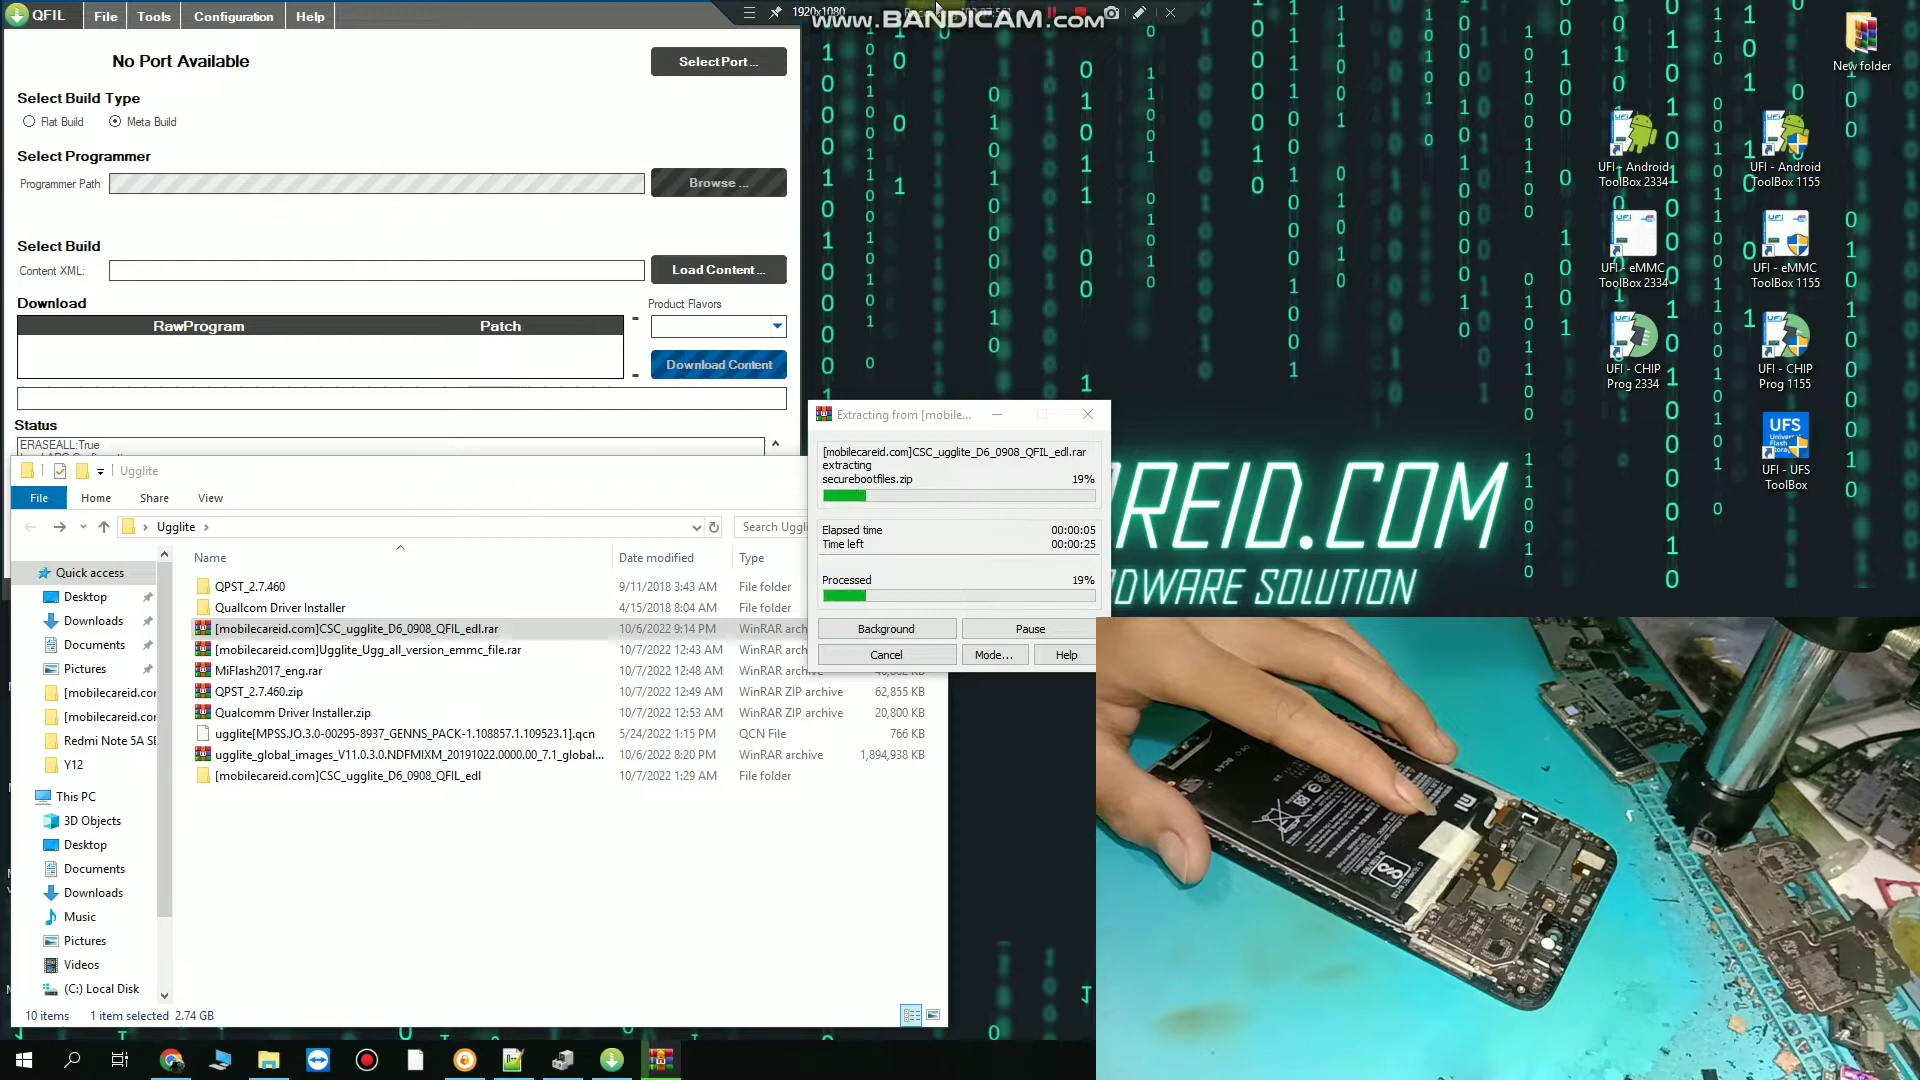 QFIL File Tools Configuration Help
1920x1080
www.BANDICAM.com
No Port Available
Select Port ...
Select Build Type
Flat Build Meta Build
Select Programmer
Programmer Path
Browse ...
Select Build
Content XML:
Load Content ...
Download
Product Flavors
RawProgram Patch
Download Content
Status
ERASEALL:True
Ugglite
File Home Share View
Ugglite
Search Uggli
Name Date modified Type
Quick access
Desktop
Downloads
Documents
Pictures
[mobilecareid.cor
[mobilecareid.cor
Redmi Note 5A SE
Y12
This PC
3D Objects
Desktop
Documents
Downloads
Music
Pictures
Videos
(C:) Local Disk
QPST_2.7.460 9/11/2018 3:43 AM File folder
Quallcom Driver Installer 4/15/2018 8:04 AM File folder
[mobilecareid.com]CSC_ugglite_D6_0908_QFIL_edl.rar 10/6/2022 9:14 PM WinRAR arch
[mobilecareid.com]Ugglite_Ugg_all_version_emmc_file.rar 10/7/2022 12:43 AM WinRAR arch
MiFlash2017_eng.rar 10/7/2022 12:48 AM WinRAR arch
QPST_2.7.460.zip 10/7/2022 12:49 AM WinRAR ZIP archive 62,855 KB
Qualcomm Driver Installer.zip 10/7/2022 12:53 AM WinRAR ZIP archive 20,800 KB
ugglite[MPSS.JO.3.0-00295-8937_GENNS_PACK-1.108857.1.109523.1].qcn 5/24/2022 1:15 PM QCN File 766 KB
ugglite_global_images_V11.0.3.0.NDFMIXM_20191022.0000.00_7.1_global... 10/6/2022 8:20 PM WinRAR archive 1,894,938 KB
[mobilecareid.com]CSC_ugglite_D6_0908_QFIL_edl 10/7/2022 1:29 AM File folder
10 items 1 item selected 2.74 GB
Extracting from [mobile...
[mobilecareid.com]CSC_ugglite_D6_0908_QFIL_edl.rar
extracting
securebootfiles.zip 19%
Elapsed time 00:00:05
Time left 00:00:25
Processed 19%
Background Pause
Cancel Mode... Help
REID.COM
DWARE SOLUTION
New folder
UFI - Android
ToolBox 2334
UFI - Android
ToolBox 1155
UFI - eMMC
ToolBox 2334
UFI - eMMC
ToolBox 1155
UFI - CHIP
Prog 2334
UFI - CHIP
Prog 1155
UFS
UFI - UFS
ToolBox